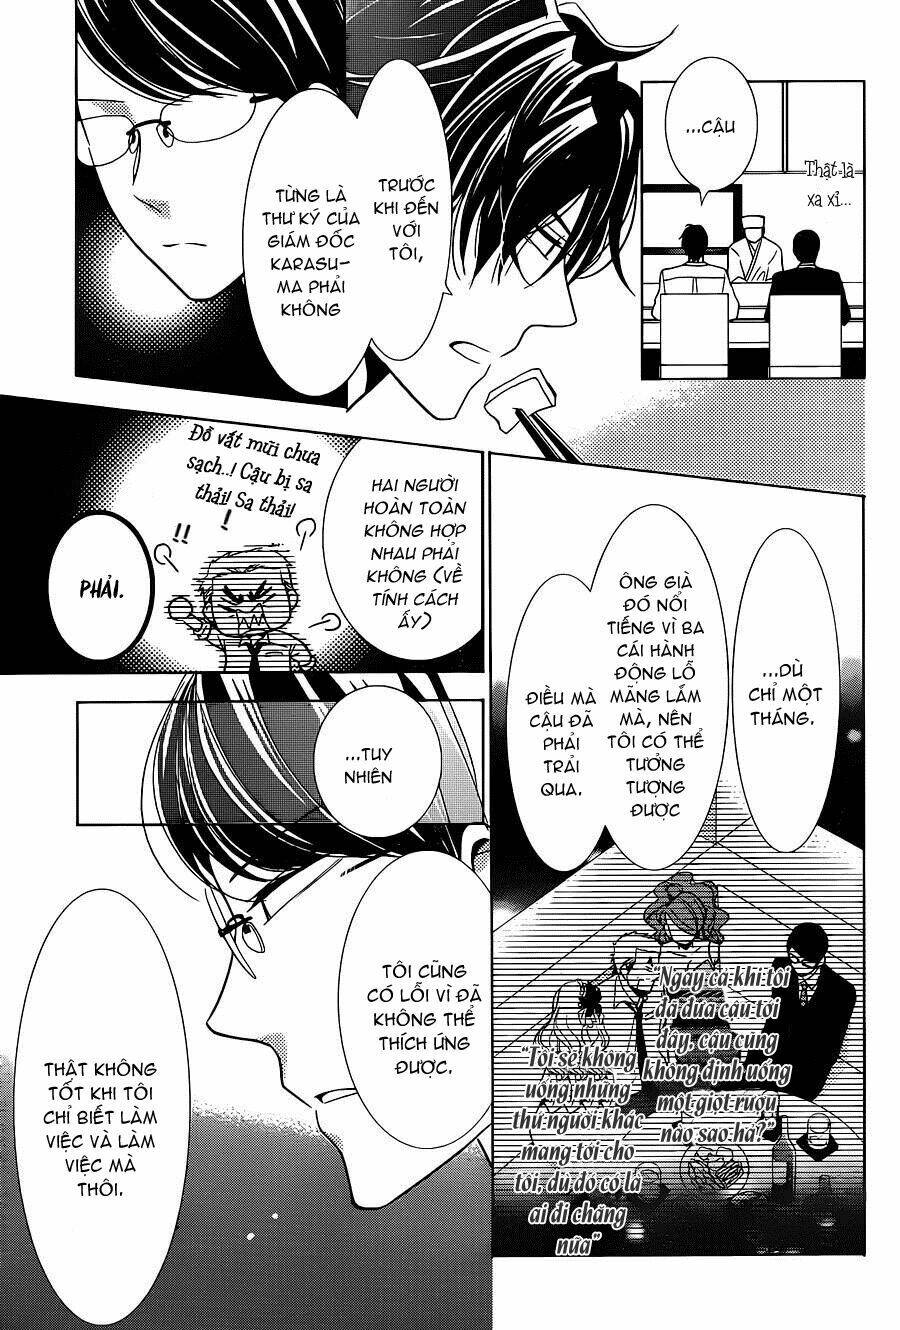 ...CẬU
Thật là
xa xỉ...
TRƯỚC
KHI ĐẾN
VỚI
TÔI,
TỪNG LÀ
THƯ KÝ CỦA
GIÁM ĐỐC
KARASU-
MA PHẢI
KHÔNG
HAI NGƯỜI
HOÀN TOÀN
KHÔNG HỢP
NHAU PHẢI
KHÔNG (VỀ
TÍNH CÁCH
ẤY)
Đồ vắt mũi chưa
sạch..! Cậu bị sa
thải! Sa thải!
!!
!
PHẢI.
...DÙ
CHỈ MỘT
THÁNG.
ÔNG GIÀ
ĐÓ NỔI
TIẾNG VÌ BA
CÁI HÀNH
ĐỘNG LỖ
MÃNG LẮM
MÀ, NÊN
TÔI CÓ THỂ
TƯỞNG
TƯỢNG
ĐƯỢC
ĐIỀU MÀ
CẬU ĐÃ
PHẢI
TRẢI
QUA.
"Ngay cả khi tôi
đã đưa cậu tới
đây, cậu cũng
không định uống
một giọt rượu
nào sao hả?"
"Tôi sẽ không
uống những
thứ người khác
mang tới cho
tôi, dù đó có là
ai đi chăng
nữa"
...TUY
NHIÊN
TÔI CŨNG
CÓ LỖI VÌ ĐÃ
KHÔNG THỂ
THÍCH ỨNG
ĐƯỢC.
THẬT KHÔNG
TỐT KHI TÔI
CHỈ BIẾT LÀM
VIỆC VÀ LÀM
VIỆC MÀ
THÔI.